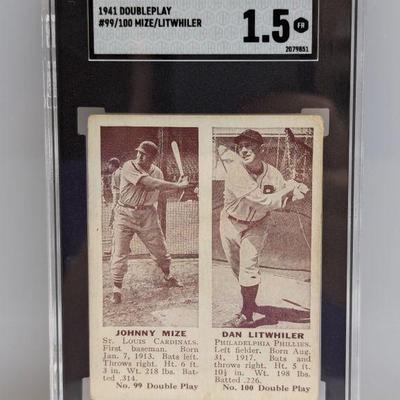 1941 DOUBLEPLAY
#99/100 MIZE/LITWHILER
1.5
FR
2079851
JOHNNY MIZE
ST. LOUIS CARDINALS.
First baseman. Born
Jan. 7, 1913. Bats left.
Throws right. Ht. 6 ft
3 in. Wt. 218 lbs. Bat-
ted .314.
No. 99 Double Play
DAN LITWHILER
PHILADELPHIA PHILLIES.
Left fielder. Born Aug.
31, 1917. Bats and
throws right. Ht. 5 ft.
10½ in. Wt. 198 lbs.
Batted .226.
No. 100 Double Play